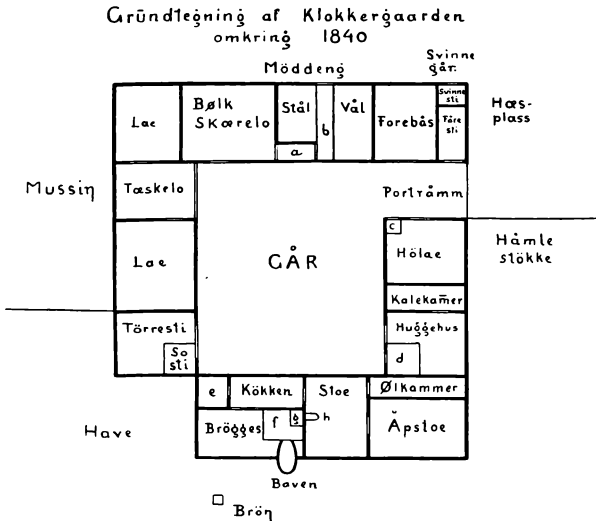 Grundtegning af Klokkergaarden
omkring 1840
Svinne
går.
Möddeng
Lae
Bølk
Skærelo
Stål
a
b
Vål
Forebås
Svinne
sti
Fåre
sti
Hæs-
plass
Mussin
Tæskelo
Portråmm
c
Hölae
Håmle
stökke
Lae
GÅR
Kalekamer
Törresti
So
sti
Huggehus
d
e
Kökken
Stoe
Ølkammer
Brögges
f
g
h
Åpstoe
Have
Baven
Brön